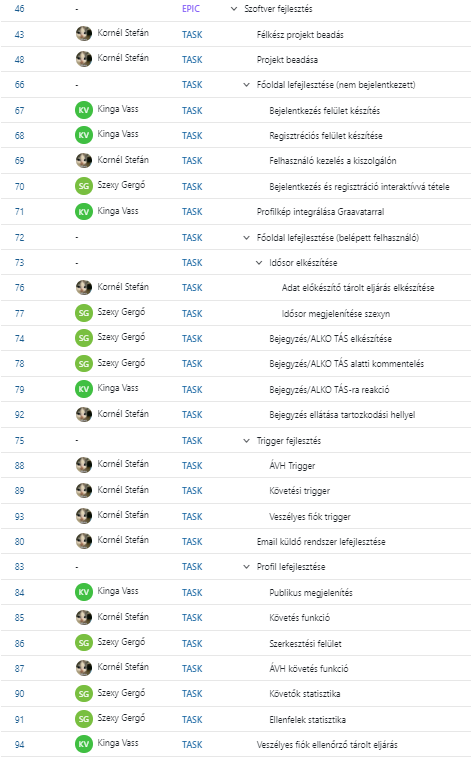 46 - EPIC Szoftver fejlesztés
43 Kornél Stefán TASK Félkész projekt beadás
48 Kornél Stefán TASK Projekt beadása
66 - TASK Főoldal lefejlesztése (nem bejelentkezett)
67 KV Kinga Vass TASK Bejelentkezés felület készítés
68 KV Kinga Vass TASK Regisztréciós felület készítése
69 Kornél Stefán TASK Felhasználó kezelés a kiszolgálón
70 SG Szexy Gergő TASK Bejelentkezés és regisztráció interaktívvá tétele
71 KV Kinga Vass TASK Profilkép integrálása Graavatarral
72 - TASK Főoldal lefejlesztése (belépett felhasználó)
73 - TASK Idősor elkészítése
76 Kornél Stefán TASK Adat előkészítő tárolt eljárás elkészítése
77 SG Szexy Gergő TASK Idősor megjelenítése szexyn
74 SG Szexy Gergő TASK Bejegyzés/ALKO TÁS elkészítése
78 SG Szexy Gergő TASK Bejegyzés/ALKO TÁS alatti kommentelés
79 KV Kinga Vass TASK Bejegyzés/ALKO TÁS-ra reakció
92 Kornél Stefán TASK Bejegyzés ellátása tartozkodási hellyel
75 - TASK Trigger fejlesztés
88 Kornél Stefán TASK ÁVH Trigger
89 Kornél Stefán TASK Követési trigger
93 Kornél Stefán TASK Veszélyes fiók trigger
80 Kornél Stefán TASK Email küldő rendszer lefejlesztése
83 - TASK Profil lefejlesztése
84 KV Kinga Vass TASK Publikus megjelenítés
85 Kornél Stefán TASK Követés funkció
86 SG Szexy Gergő TASK Szerkesztési felület
87 Kornél Stefán TASK ÁVH követés funkció
90 SG Szexy Gergő TASK Követők statisztika
91 SG Szexy Gergő TASK Ellenfelek statisztika
94 KV Kinga Vass TASK Veszélyes fiók ellenőrző tárolt eljárás